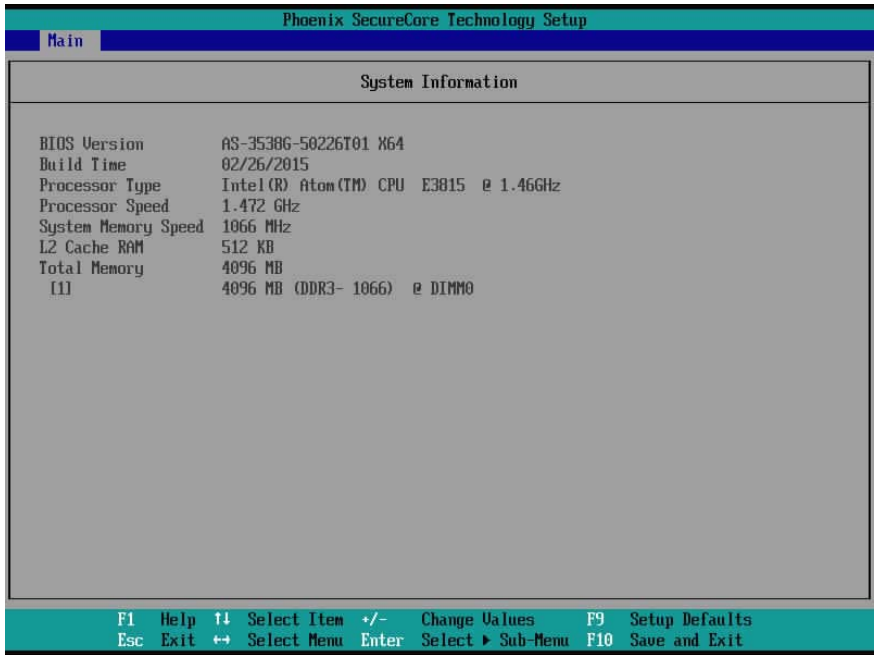 Phoenix SecureCore Technology Setup
Main
System Information
BIOS Version AS-3538G-50226T01 X64
Build Time 02/26/2015
Processor Type Intel(R) Atom(TM) CPU E3815 @ 1.46GHz
Processor Speed 1.472 GHz
System Memory Speed 1066 MHz
L2 Cache RAM 512 KB
Total Memory 4096 MB
[1] 4096 MB (DDR3- 1066) @ DIMM0
F1 Help ↑↓ Select Item +/- Change Values F9 Setup Defaults
Esc Exit ↔ Select Menu Enter Select ▶ Sub-Menu F10 Save and Exit